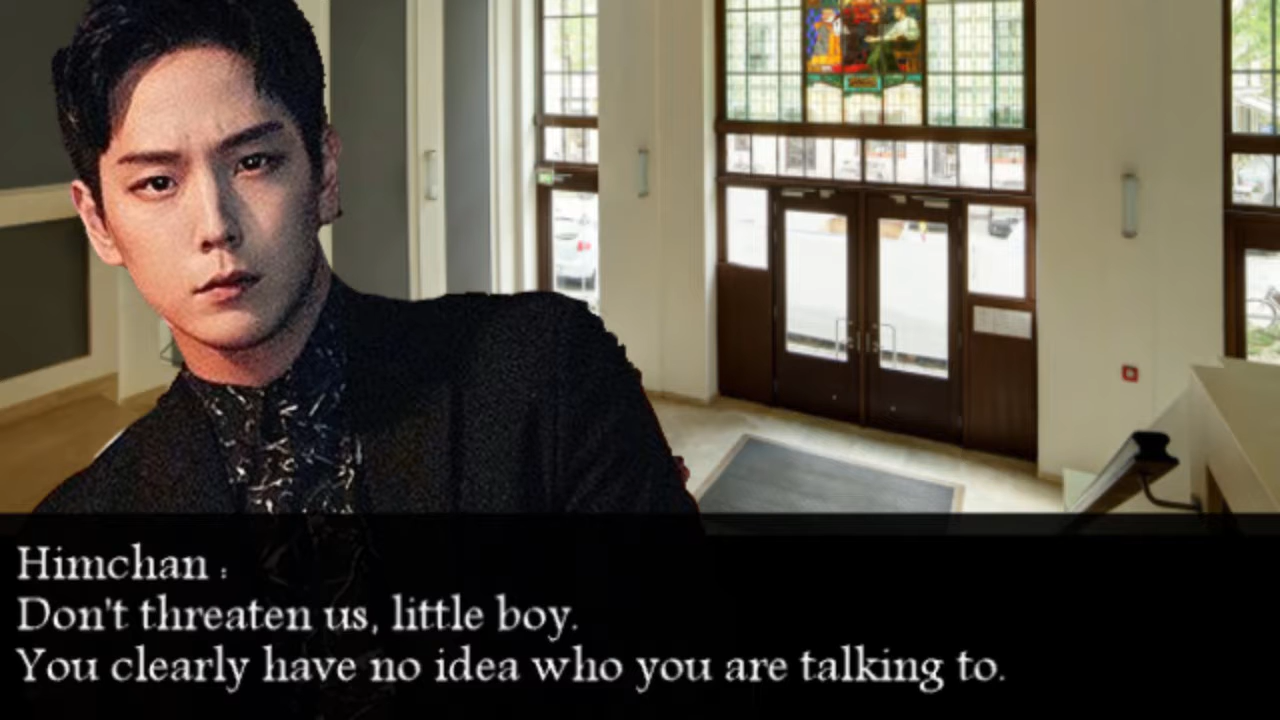 Himchan :
Don't threaten us, little boy.
You clearly have no idea who you are talking to.